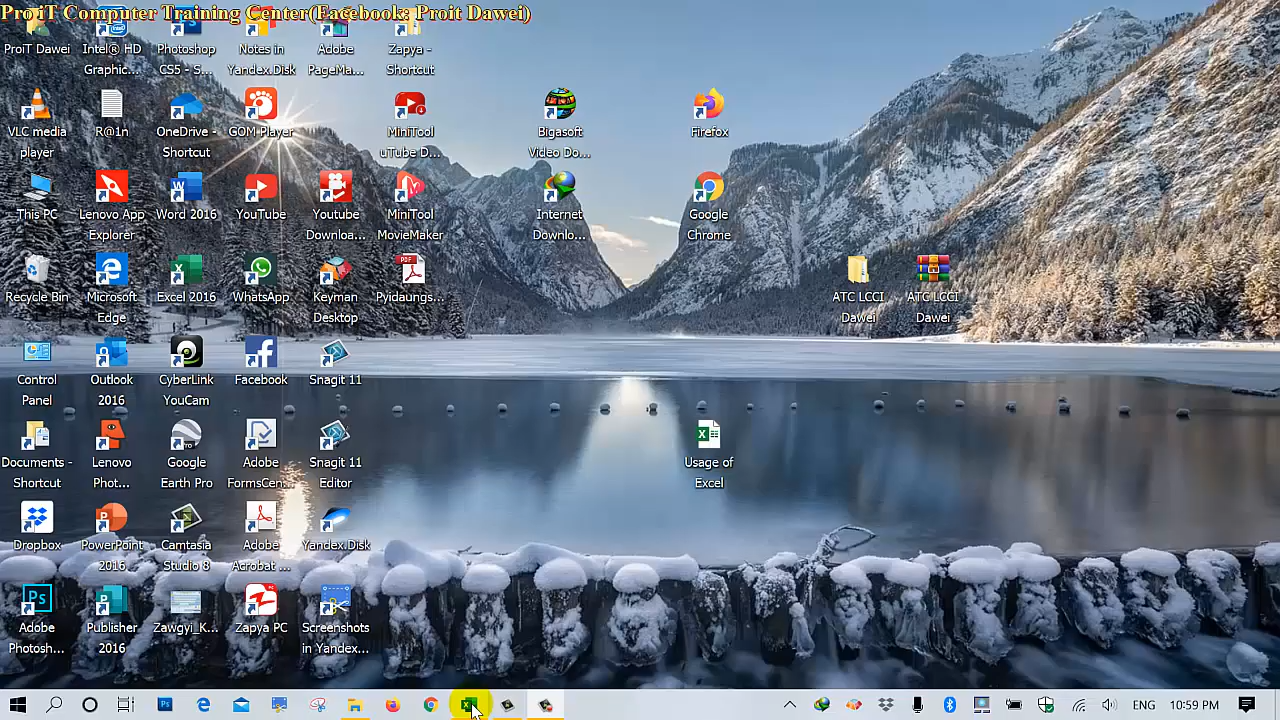 Pro iT Computer Training Center(Facebook: Proit Dawei)
ProiT Dawei
Intel® HD Graphic...
Photoshop CS5 - S...
Notes in Yandex.Disk
Adobe PageMa...
Zapya - Shortcut
VLC media player
R@1n
OneDrive - Shortcut
GOM Player
MiniTool uTube D...
Bigasoft Video Do...
Firefox
This PC
Lenovo App Explorer
Word 2016
YouTube
Youtube Downloa...
MiniTool MovieMaker
Internet Downlo...
Google Chrome
Recycle Bin
Microsoft Edge
Excel 2016
WhatsApp
Keyman Desktop
Pyidaungs...
ATC LCCI Dawei
ATC LCCI Dawei
Control Panel
Outlook 2016
CyberLink YouCam
Facebook
Snagit 11
Documents - Shortcut
Lenovo Phot...
Google Earth Pro
Adobe FormsCen...
Snagit 11 Editor
Usage of Excel
Dropbox
PowerPoint 2016
Camtasia Studio 8
Adobe Acrobat ...
Yandex.Disk
Adobe Photosh...
Publisher 2016
Zawgyi_K...
Zapya PC
Screenshots in Yandex...
ENG
10:59 PM